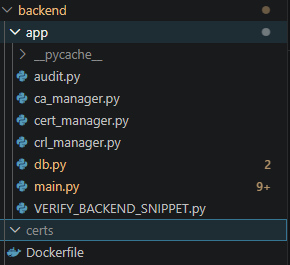 backend
app
__pycache__
audit.py
ca_manager.py
cert_manager.py
crl_manager.py
db.py 2
main.py 9+
VERIFY_BACKEND_SNIPPET.py
certs
Dockerfile